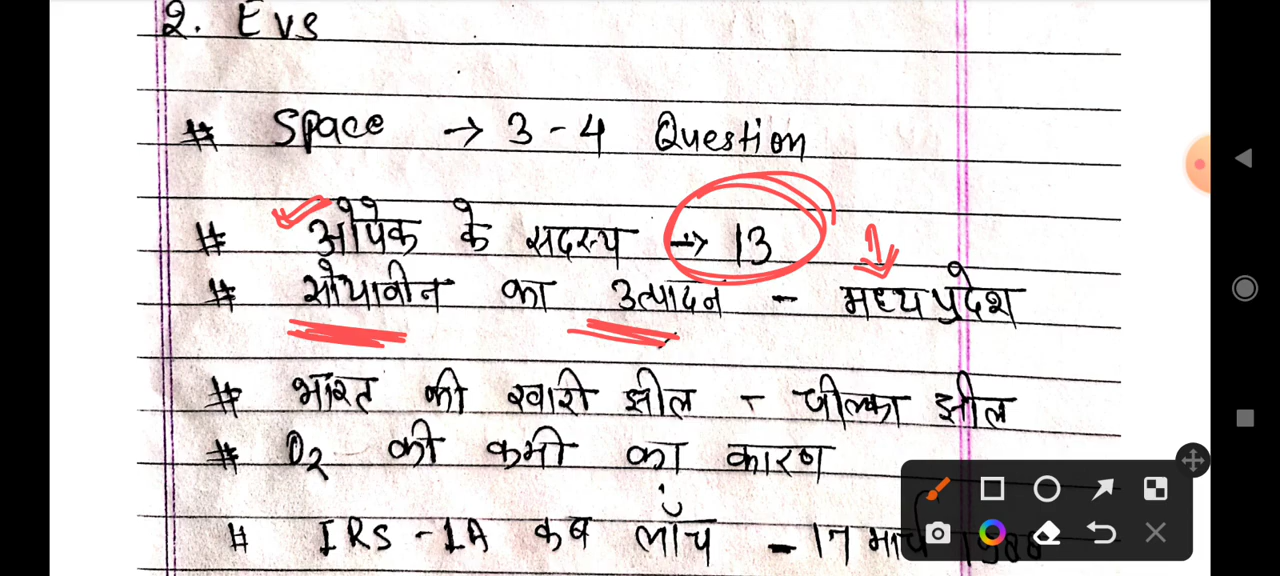 2. EVS
# Space → 3-4 Question
# ओपेक के सदस्य → 13
# सोयाबीन का उत्पादन - मध्य प्रदेश
# भारत की खारी झील - चील्का झील
# O2 की कमी का कारण
# IRS-1A कब लॉंच - 17 मार्च 1988